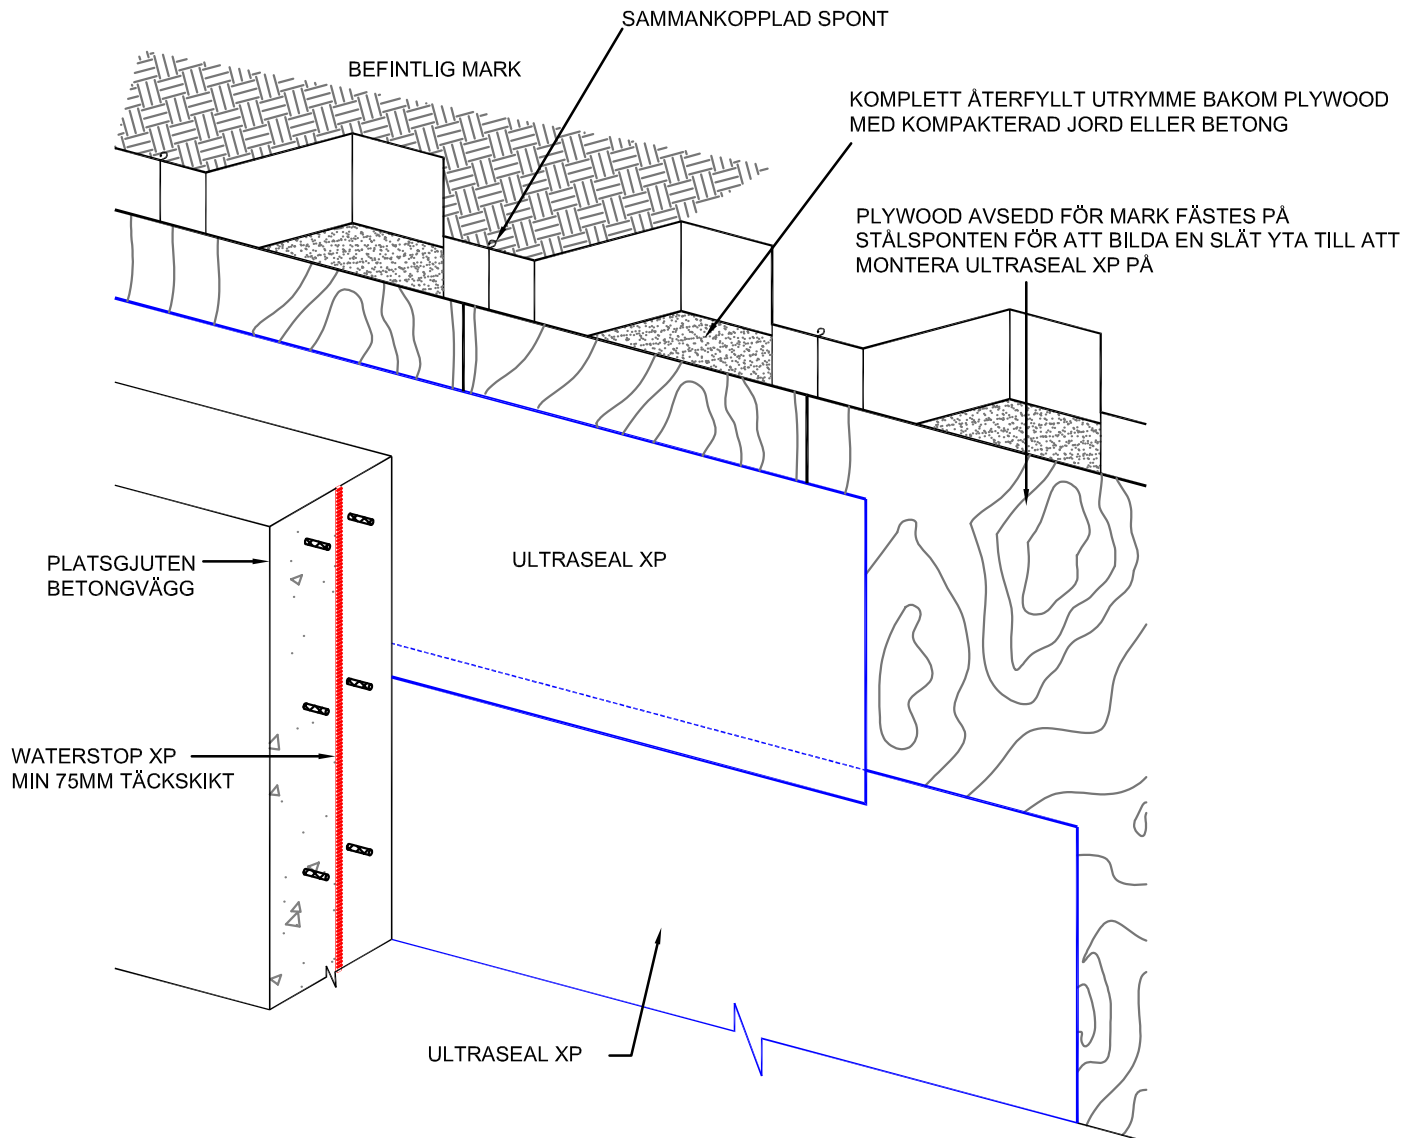 SAMMANKOPPLAD SPONT
BEFINTLIG MARK
KOMPLETT ÅTERFYLLT UTRYMME BAKOM PLYWOOD
MED KOMPAKTERAD JORD ELLER BETONG
PLYWOOD AVSEDD FÖR MARK FÄSTES PÅ
STÅLSPONTEN FÖR ATT BILDA EN SLÄT YTA TILL ATT
MONTERA ULTRASEAL XP PÅ
ULTRASEAL XP
PLATSGJUTEN
BETONGVÄGG
WATERSTOP XP
MIN 75MM TÄCKSKIKT
ULTRASEAL XP